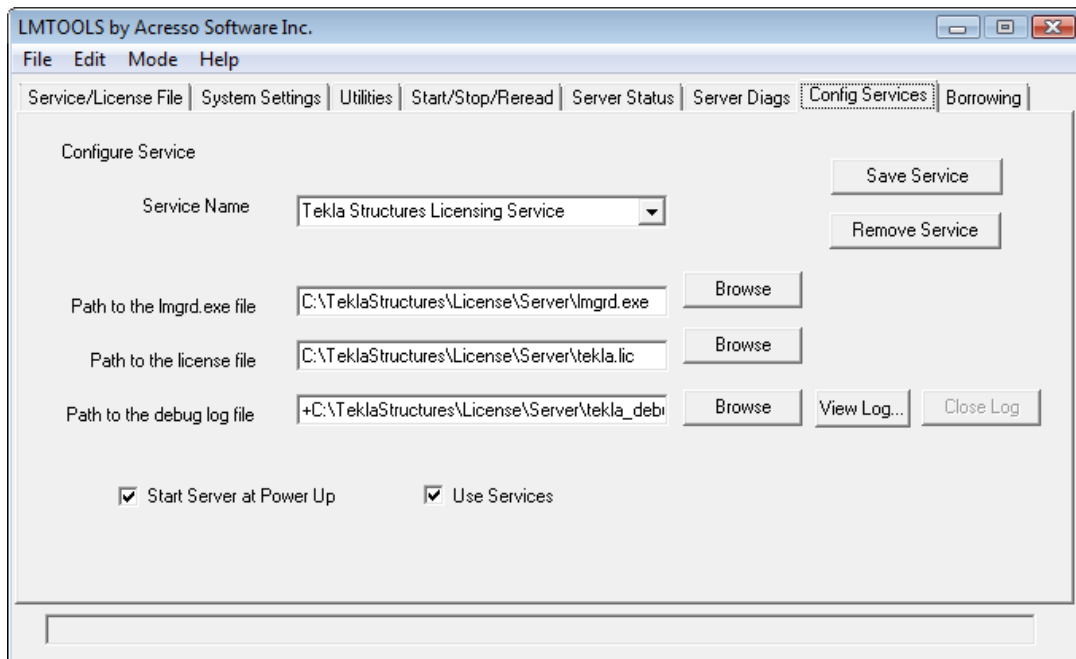 LMTOOLS by Acresso Software Inc.
File Edit Mode Help
Service/License File System Settings Utilities Start/Stop/Reread Server Status Server Diags Config Services Borrowing
Configure Service
Save Service
Service Name Tekla Structures Licensing Service
Remove Service
Path to the lmgrd.exe file C:\TeklaStructures\License\Server\lmgrd.exe Browse
Path to the license file C:\TeklaStructures\License\Server\tekla.lic Browse
Path to the debug log file +C:\TeklaStructures\License\Server\tekla_debu Browse View Log... Close Log
Start Server at Power Up Use Services